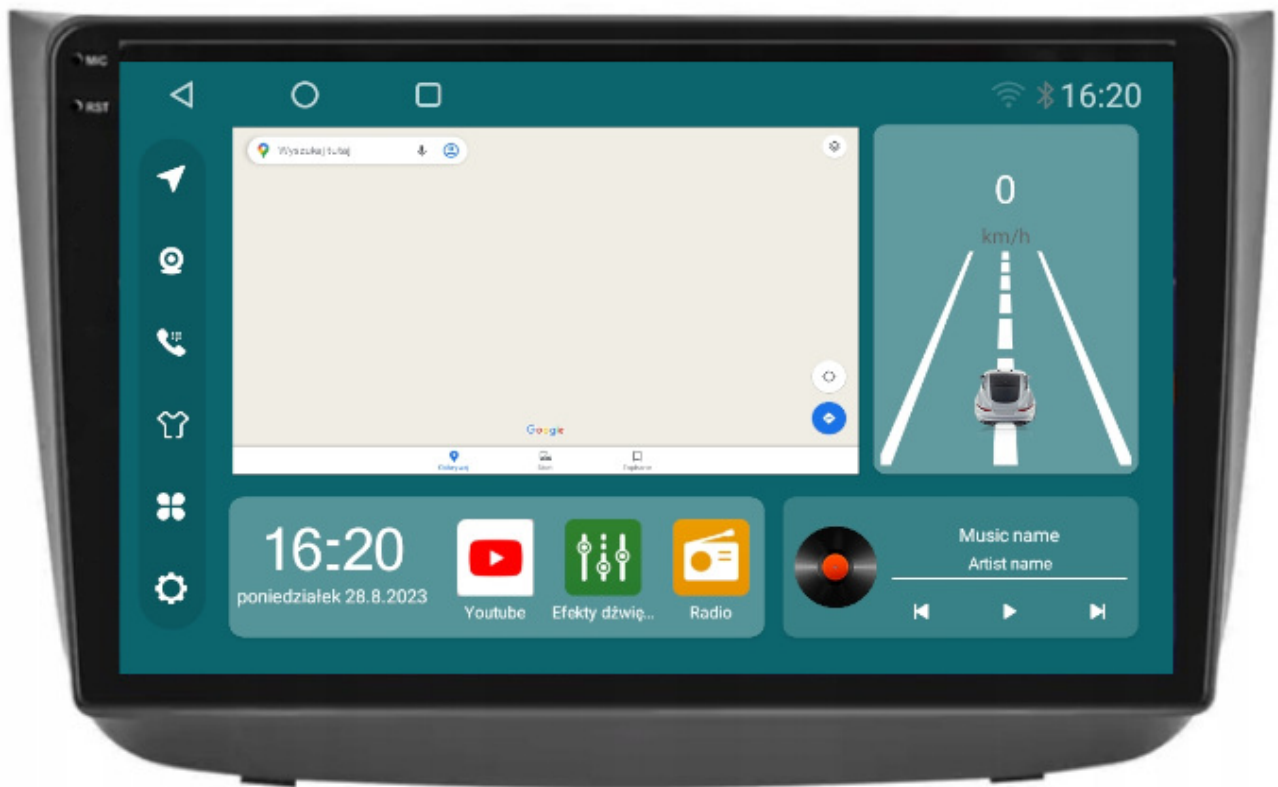 MIC
RST
16:20
Wyszukaj tutaj
0
km/h
Google
16:20
poniedziałek 28.8.2023
Youtube
Efekty dźwię...
Radio
Music name
Artist name